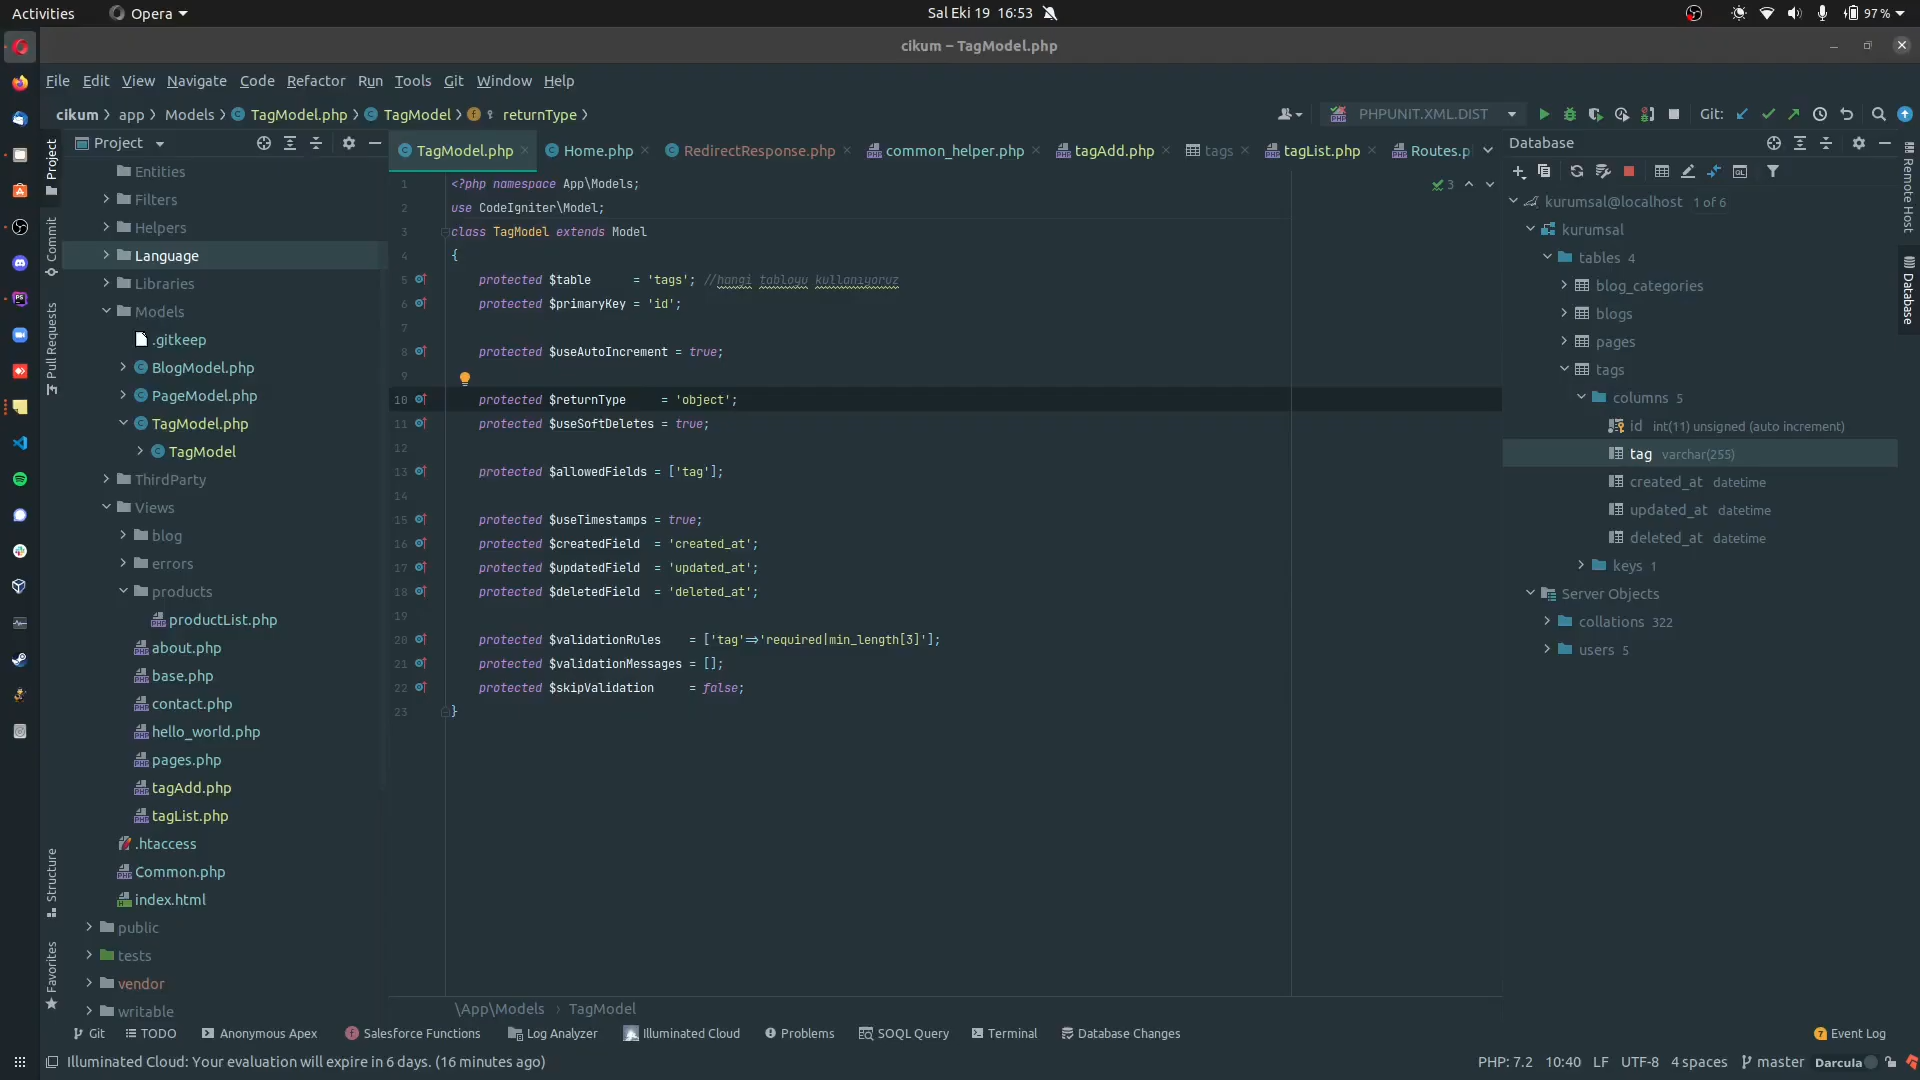 Activities Opera Sal Eki 19 16:53 97 %
cikum – TagModel.php
File Edit View Navigate Code Refactor Run Tools Git Window Help
cikum app Models TagModel.php TagModel returnType PHPUNIT.XML.DIST Git:
Project
TagModel.php Home.php RedirectResponse.php common_helper.php tagAdd.php tags tagList.php Routes.p
Database
Project
Commit
Pull Requests
Structure
Favorites
Entities
Filters
Helpers
Language
Libraries
Models
.gitkeep
BlogModel.php
PageModel.php
TagModel.php
TagModel
ThirdParty
Views
blog
errors
products
productList.php
about.php
base.php
contact.php
hello_world.php
pages.php
tagAdd.php
tagList.php
.htaccess
Common.php
index.html
public
tests
vendor
writable
1 <?php namespace App\Models;
2 use CodeIgniter\Model;
3 class TagModel extends Model
4 {
5 protected $table = 'tags'; //hangi tabloyu kullanıyoruz
6 protected $primaryKey = 'id';
7
8 protected $useAutoIncrement = true;
9
10 protected $returnType = 'object';
11 protected $useSoftDeletes = true;
12
13 protected $allowedFields = ['tag'];
14
15 protected $useTimestamps = true;
16 protected $createdField = 'created_at';
17 protected $updatedField = 'updated_at';
18 protected $deletedField = 'deleted_at';
19
20 protected $validationRules = ['tag'=>'required|min_length[3]'];
21 protected $validationMessages = [];
22 protected $skipValidation = false;
23 }
3
kurumsal@localhost 1 of 6
kurumsal
tables 4
blog_categories
blogs
pages
tags
columns 5
id int(11) unsigned (auto increment)
tag varchar(255)
created_at datetime
updated_at datetime
deleted_at datetime
keys 1
Server Objects
collations 322
users 5
Remote Host
Database
\App\Models TagModel
Git TODO Anonymous Apex Salesforce Functions Log Analyzer Illuminated Cloud Problems SOQL Query Terminal Database Changes 7 Event Log
Illuminated Cloud: Your evaluation will expire in 6 days. (16 minutes ago) PHP: 7.2 10:40 LF UTF-8 4 spaces master Darcula